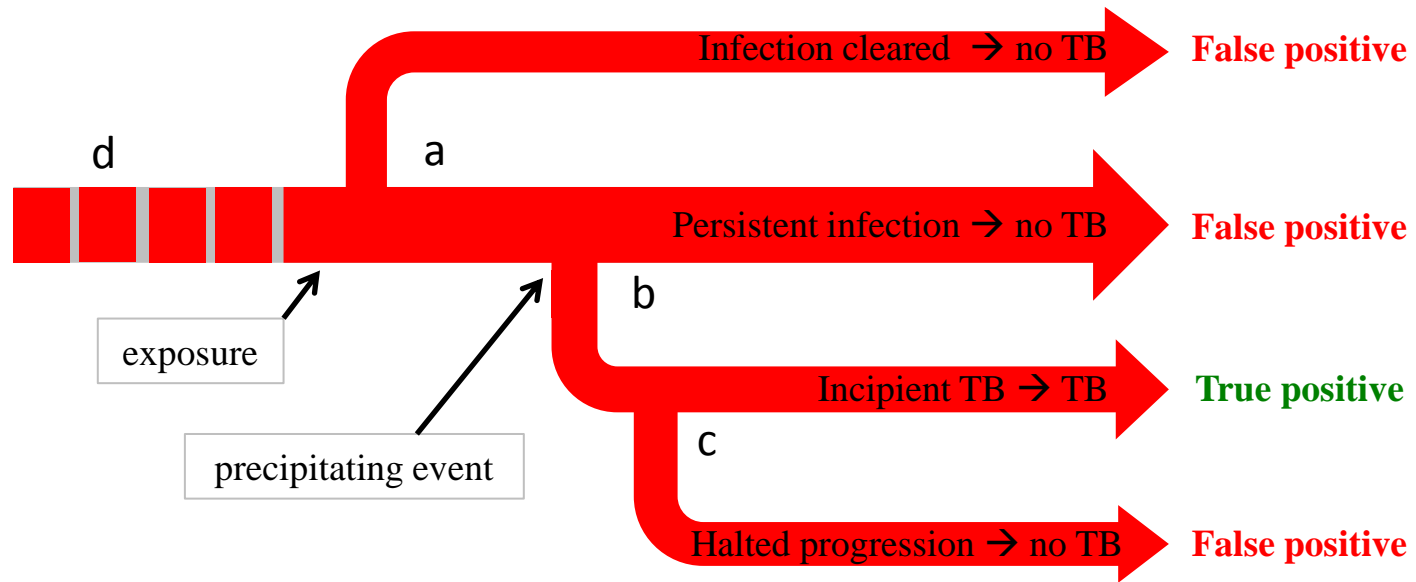 Infection cleared → no TB False positive
d
a
Persistent infection → no TB False positive
b
exposure
Incipient TB → TB True positive
c
precipitating event
Halted progression → no TB False positive